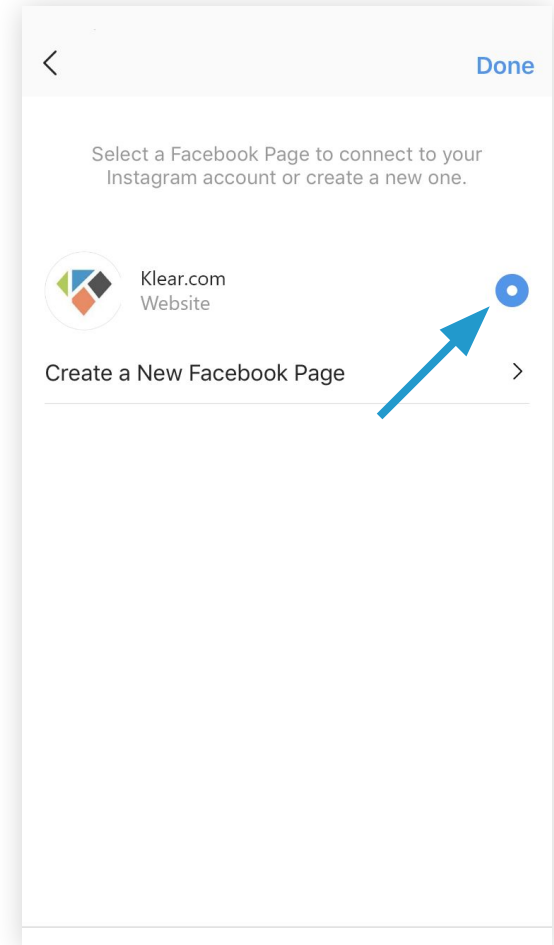 Done
Select a Facebook Page to connect to your
Instagram account or create a new one.
Klear.com
Website
Create a New Facebook Page